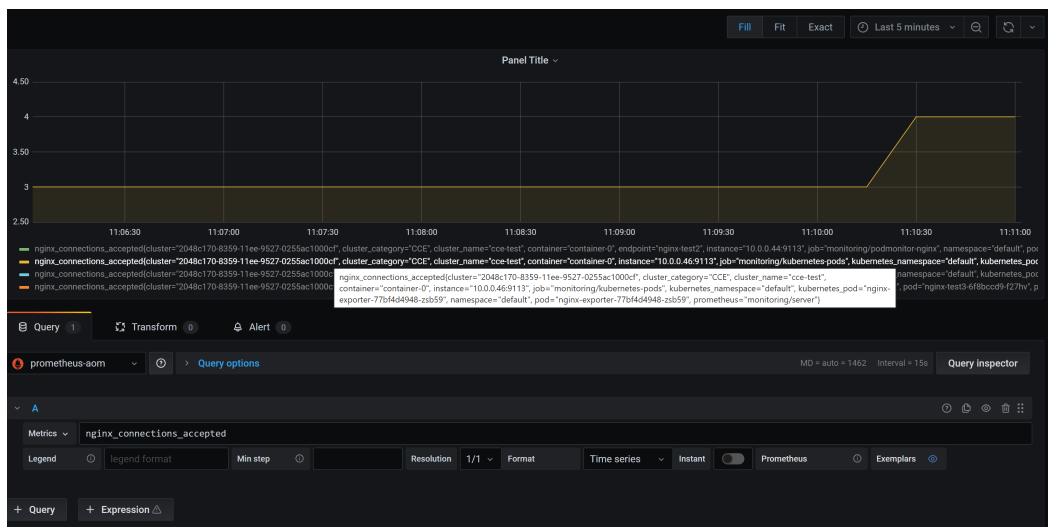 Fill Fit Exact Last 5 minutes
Panel Title
4.50
4
3.50
3
2.50
11:06:30 11:07:00 11:07:30 11:08:00 11:08:30 11:09:00 11:09:30 11:10:00 11:10:30 11:11:00
nginx_connections_accepted{cluster="2048c170-8359-11ee-9527-0255ac1000cf", cluster_category="CCE", cluster_name="cce-test", container="container-0", endpoint="nginx-test2", instance="10.0.0.44:9113", job="monitoring/podmonitor-nginx", namespace="default", poc
nginx_connections_accepted{cluster="2048c170-8359-11ee-9527-0255ac1000cf", cluster_category="CCE", cluster_name="cce-test", container="container-0", instance="10.0.0.46:9113", job="monitoring/kubernetes-pods", kubernetes_namespace="default", kubernetes_poc
nginx_connections_accepted{cluster="2048c170-8359-11ee-9527-0255ac1000c namespace="default", kubernetes_poc
nginx_connections_accepted{cluster="2048c170-8359-11ee-9527-0255ac1000c ", pod="nginx-test3-6f8bccd9-f27hv", p
nginx_connections_accepted{cluster="2048c170-8359-11ee-9527-0255ac1000cf", cluster_category="CCE", cluster_name="cce-test",
container="container-0", instance="10.0.0.46:9113", job="monitoring/kubernetes-pods", kubernetes_namespace="default", kubernetes_pod="nginx-
exporter-77bf4d4948-zsb59", namespace="default", pod="nginx-exporter-77bf4d4948-zsb59", prometheus="monitoring/server"}
Query 1 Transform 0 Alert 0
prometheus-aom Query options MD = auto = 1462 Interval = 15s Query inspector
A
Metrics nginx_connections_accepted
Legend legend format Min step Resolution 1/1 Format Time series Instant Prometheus Exemplars
+ Query + Expression